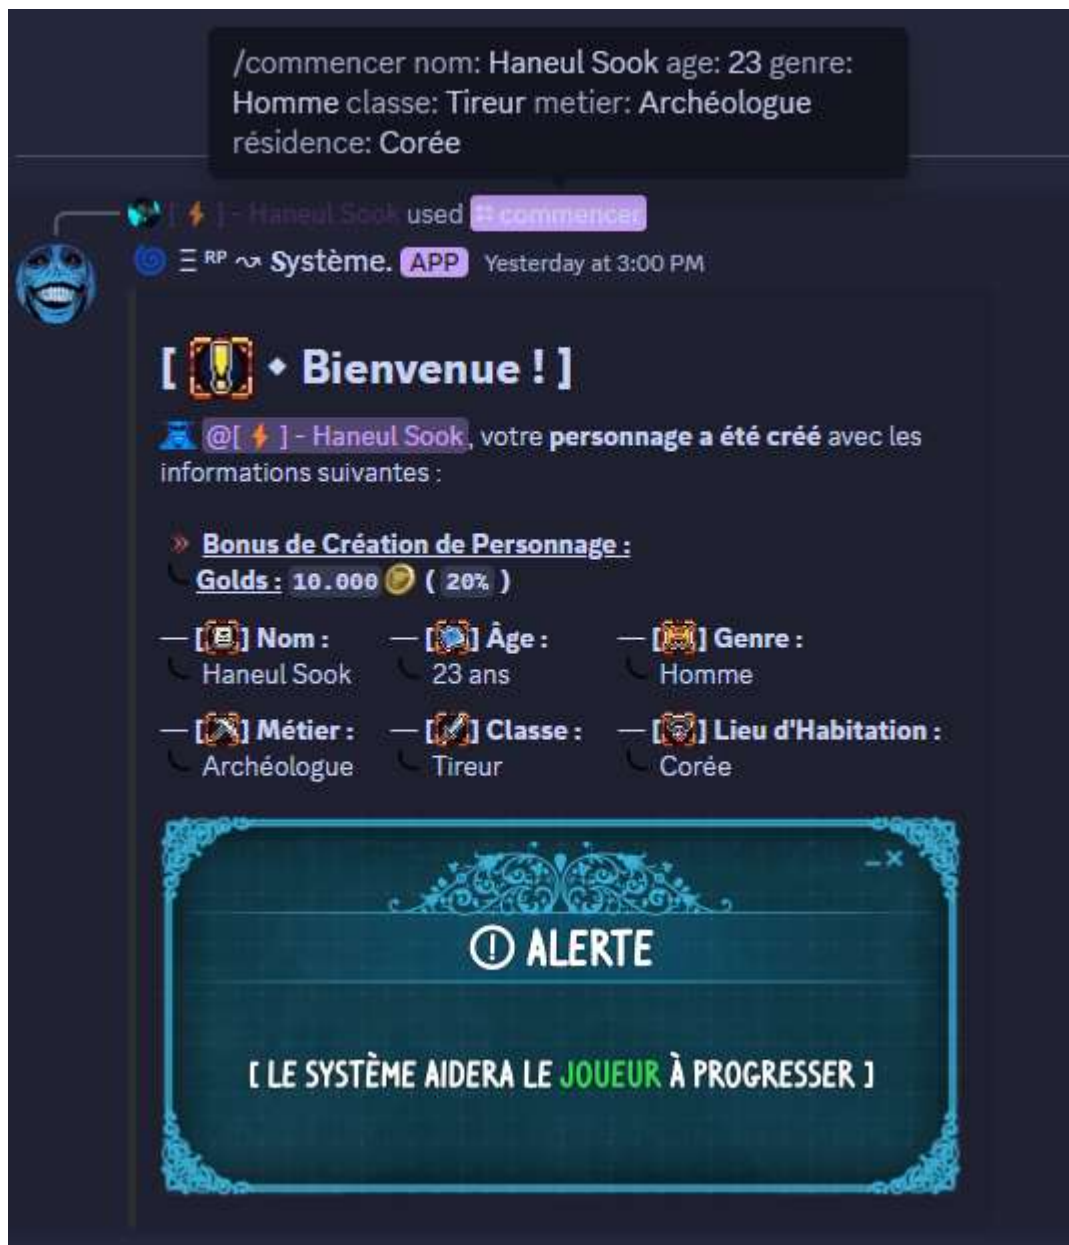 /commencer nom: Haneul Sook age: 23 genre:
Homme classe: Tireur metier: Archéologue
résidence: Corée
[ ⚡ ] - Haneul Sook used commencer
Ξ ᴿᴾ ↝ Système. APP Yesterday at 3:00 PM
[ ! • Bienvenue ! ]
@[ ⚡ ] - Haneul Sook, votre personnage a été créé avec les
informations suivantes :
» Bonus de Création de Personnage :
Golds : 10.000 ( 20% )
— [ ] Nom : — [ ] Âge : — [ ] Genre :
Haneul Sook 23 ans Homme
— [ ] Métier : — [ ] Classe : — [ ] Lieu d'Habitation :
Archéologue Tireur Corée
! ALERTE
[ LE SYSTÈME AIDERA LE JOUEUR À PROGRESSER ]